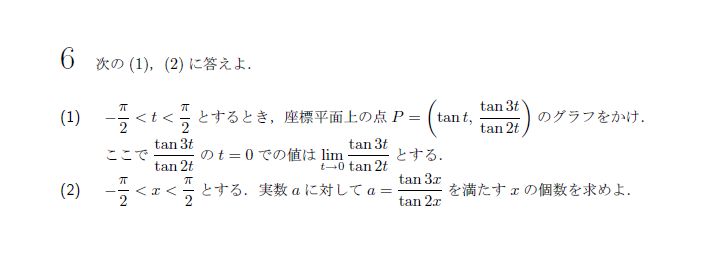 6 次の (1), (2) に答えよ.
(1) $-\frac{\pi}{2} < t < \frac{\pi}{2}$ とするとき, 座標平面上の点 $P = \left(\tan t, \frac{\tan 3t}{\tan 2t}\right)$ のグラフをかけ.
ここで $\frac{\tan 3t}{\tan 2t}$ の $t = 0$ での値は $\lim_{t \to 0} \frac{\tan 3t}{\tan 2t}$ とする.
(2) $-\frac{\pi}{2} < x < \frac{\pi}{2}$ とする. 実数 $a$ に対して $a = \frac{\tan 3x}{\tan 2x}$ を満たす $x$ の個数を求めよ.